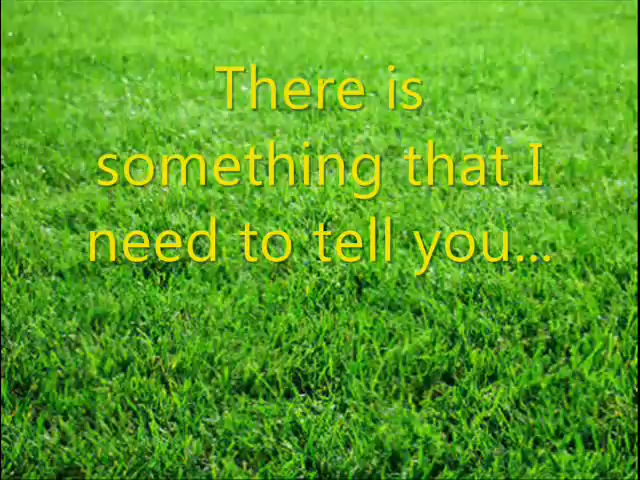 There is
something that I
need to tell you...